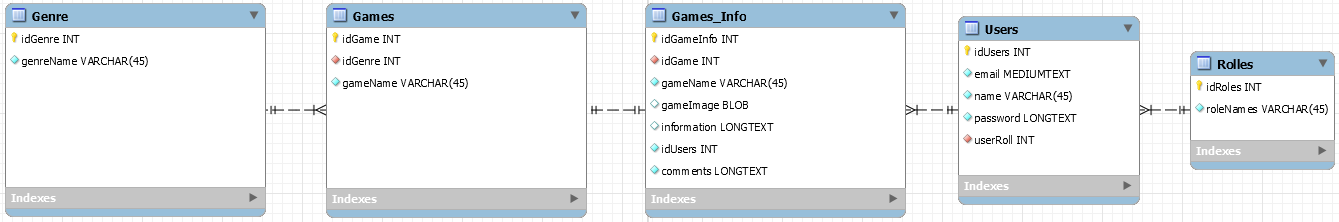 Genre
idGenre INT
genreName VARCHAR(45)
Indexes
Games
idGame INT
idGenre INT
gameName VARCHAR(45)
Indexes
Games_Info
idGameInfo INT
idGame INT
gameName VARCHAR(45)
gameImage BLOB
information LONGTEXT
idUsers INT
comments LONGTEXT
Indexes
Users
idUsers INT
email MEDIUMTEXT
name VARCHAR(45)
password LONGTEXT
userRoll INT
Indexes
Rolles
idRoles INT
roleNames VARCHAR(45)
Indexes